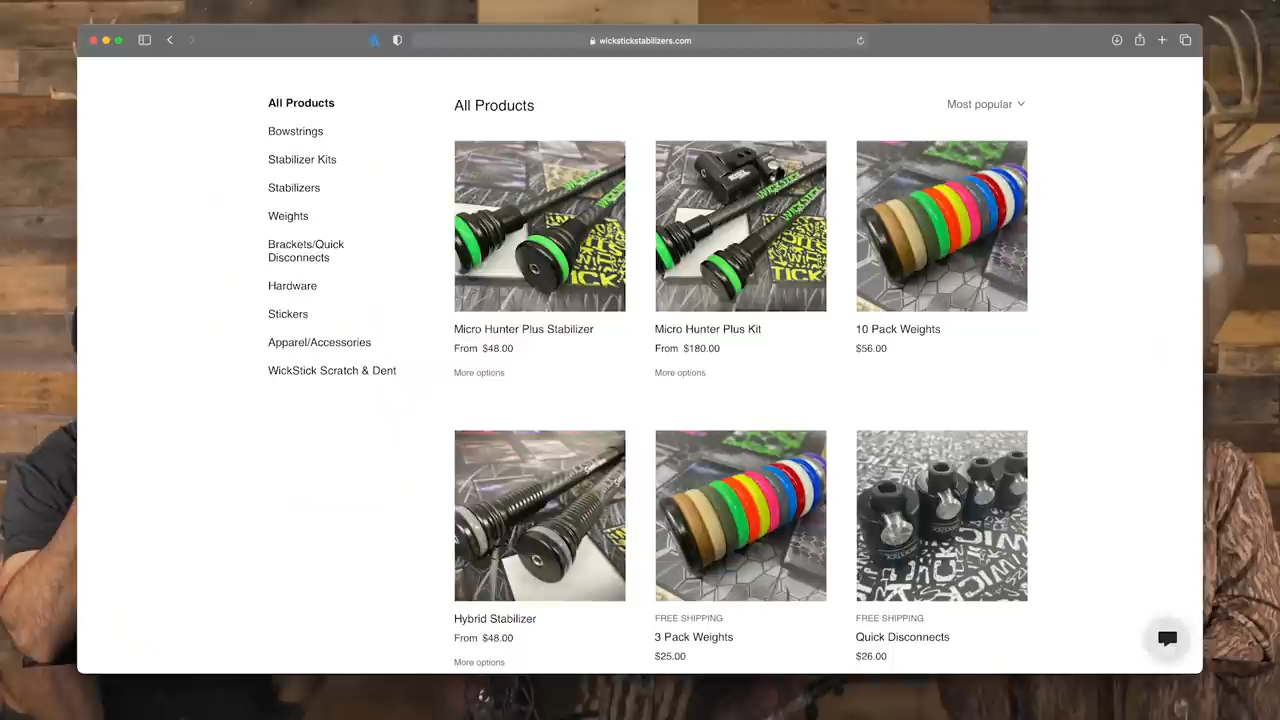 wickstickstabilizers.com
All Products
Bowstrings
Stabilizer Kits
Stabilizers
Weights
Brackets/Quick
Disconnects
Hardware
Stickers
Apparel/Accessories
WickStick Scratch & Dent
All Products
Most popular
WICKSTICK
Micro Hunter Plus Stabilizer
From $48.00
More options
Micro Hunter Plus Kit
From $180.00
More options
10 Pack Weights
$56.00
Hybrid Stabilizer
From $48.00
More options
FREE SHIPPING
3 Pack Weights
$25.00
FREE SHIPPING
Quick Disconnects
$26.00